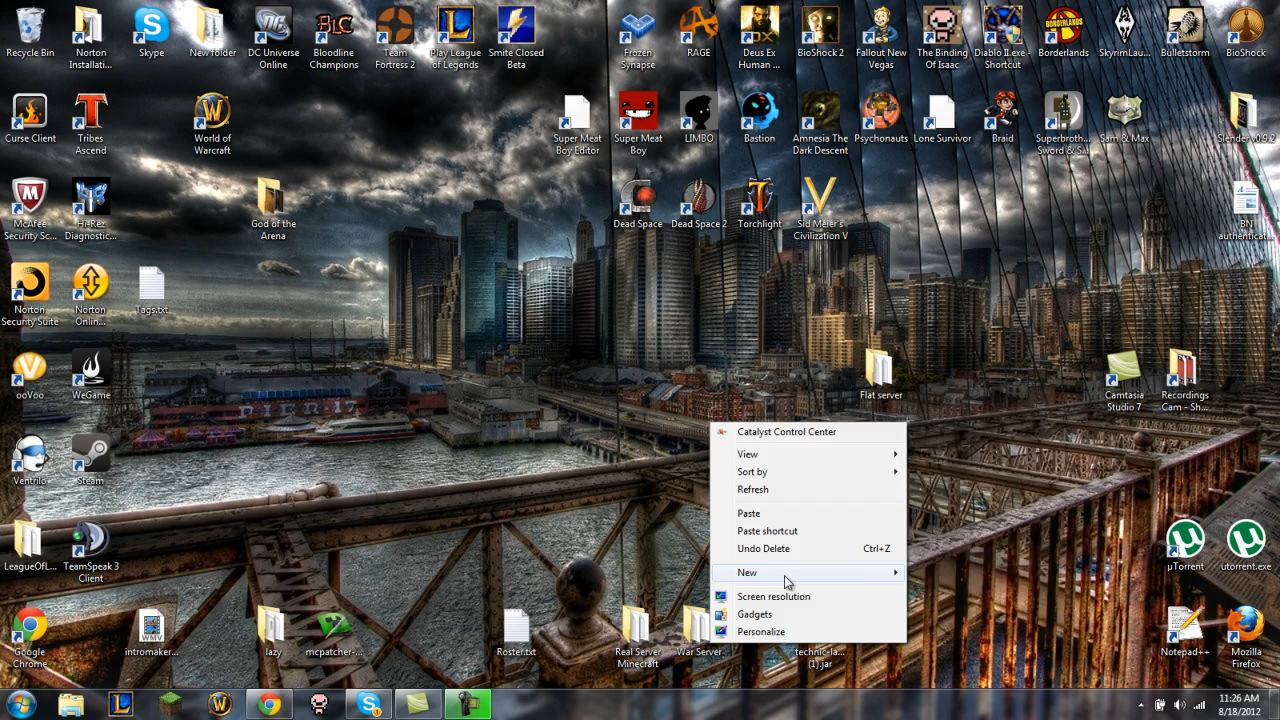 Recycle Bin
Norton
Installati...
Skype
New folder
DC Universe
Online
Bloodline
Champions
Team
Fortress 2
Play League
of Legends
Smite Closed
Beta
Frozen
Synapse
RAGE
Deus Ex
Human ...
BioShock 2
Fallout New
Vegas
The Binding
Of Isaac
Diablo II.exe -
Shortcut
Borderlands
SkyrimLau...
Bulletstorm
BioShock
Curse Client
Tribes
Ascend
World of
Warcraft
Super Meat
Boy Editor
Super Meat
Boy
LIMBO
Bastion
Amnesia The
Dark Descent
Psychonauts
Lone Survivor
Braid
Superbroth...
Sword & S...
Sam & Max
Slender v0.9.2
McAfee
Security Sc...
Hi-Rez
Diagnostic...
God of the
Arena
Dead Space
Dead Space 2
Torchlight
Sid Meier's
Civilization V
BN
authenticat...
Norton
Security Suite
Norton
Onlin...
Tags.txt
ooVoo
WeGame
Flat server
Camtasia
Studio 7
Recordings
Cam - Sh...
Ventrilo
Steam
Catalyst Control Center
View
Sort by
Refresh
Paste
Paste shortcut
Undo Delete Ctrl+Z
New
Screen resolution
Gadgets
Personalize
LeagueOfL...
TeamSpeak 3
Client
µTorrent
utorrent.exe
Google
Chrome
intromaker...
lazy
mcpatcher-...
Roster.txt
Real Server
Minecraft
War Server
technic-la...
(1).jar
Notepad++
Mozilla
Firefox
11:26 AM
8/18/2012